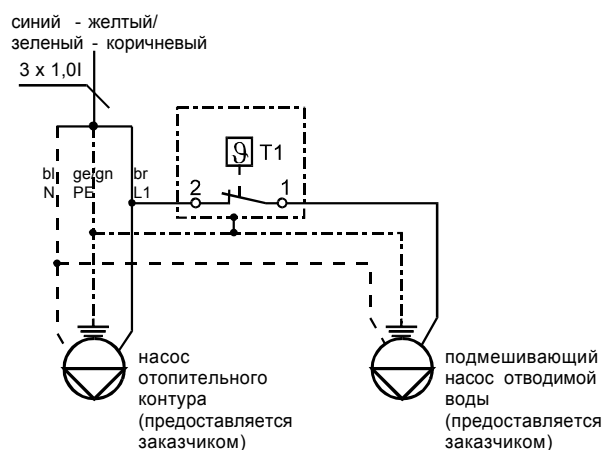 синий - желтый/
зеленый - коричневый
3 x 1,0l
ϑ T1
bl ge-gn br
N PE L1
2 1
насос
отопительного
контура
(предоставляется
заказчиком)
подмешивающий
насос отводимой
воды
(предоставляется
заказчиком)